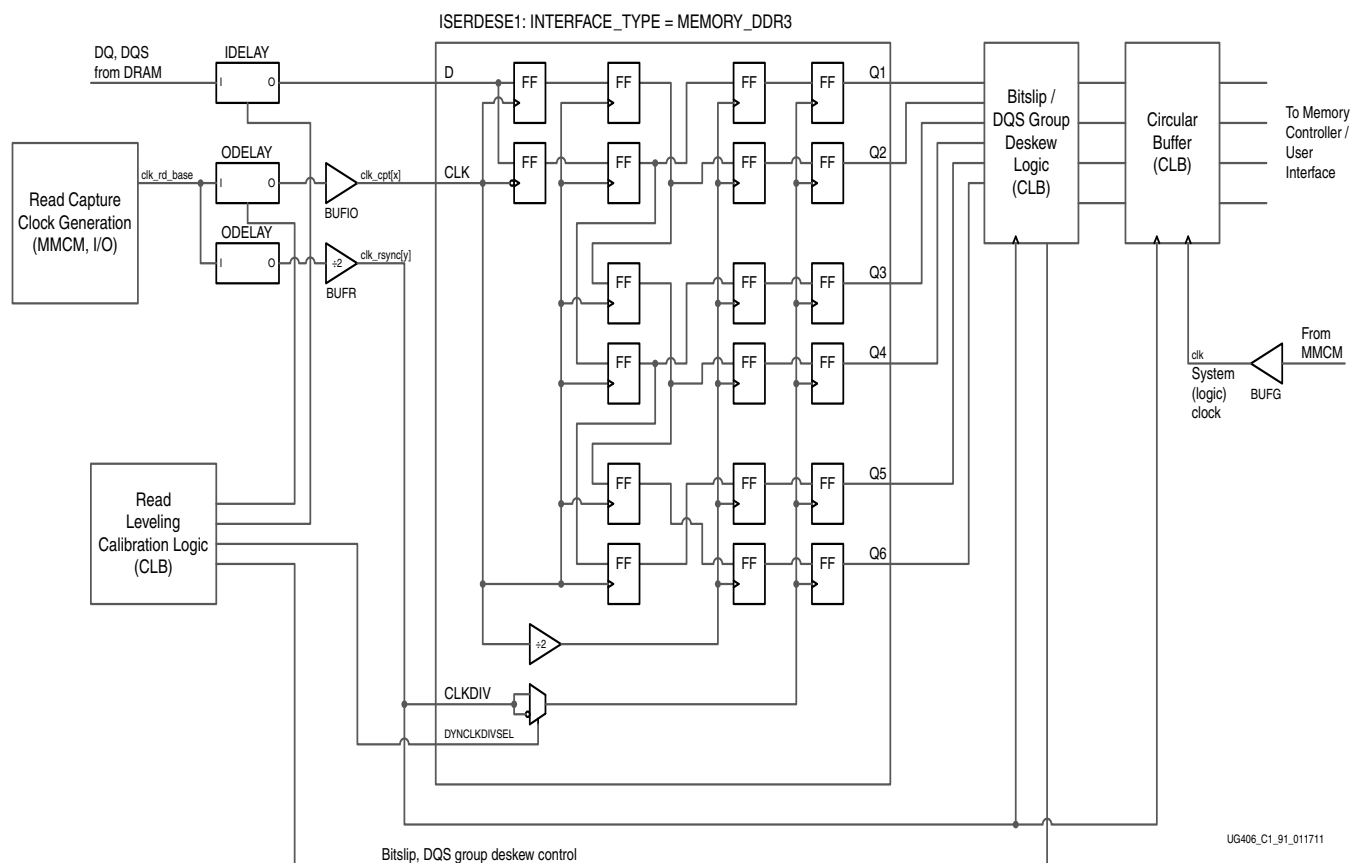 ISERDESE1: INTERFACE_TYPE = MEMORY_DDR3
DQ, DQS
from DRAM
IDELAY
I
O
D
FF
FF
FF
FF
Q1
Read Capture
Clock Generation
(MMCM, I/O)
clk_rd_base
ODELAY
I
O
BUFIO
clk_cpt[x]
CLK
FF
FF
FF
FF
Q2
ODELAY
I
O
÷2
BUFR
clk_rsync[y]
FF
FF
FF
Q3
FF
FF
FF
Q4
FF
FF
FF
Q5
FF
FF
FF
Q6
÷2
CLKDIV
DYNCLKDIVSEL
Read
Leveling
Calibration Logic
(CLB)
Bitslip /
DQS Group
Deskew
Logic
(CLB)
Circular
Buffer
(CLB)
To Memory
Controller /
User
Interface
From
MMCM
clk
System
(logic)
clock
BUFG
Bitslip, DQS group deskew control
UG406_C1_91_011711